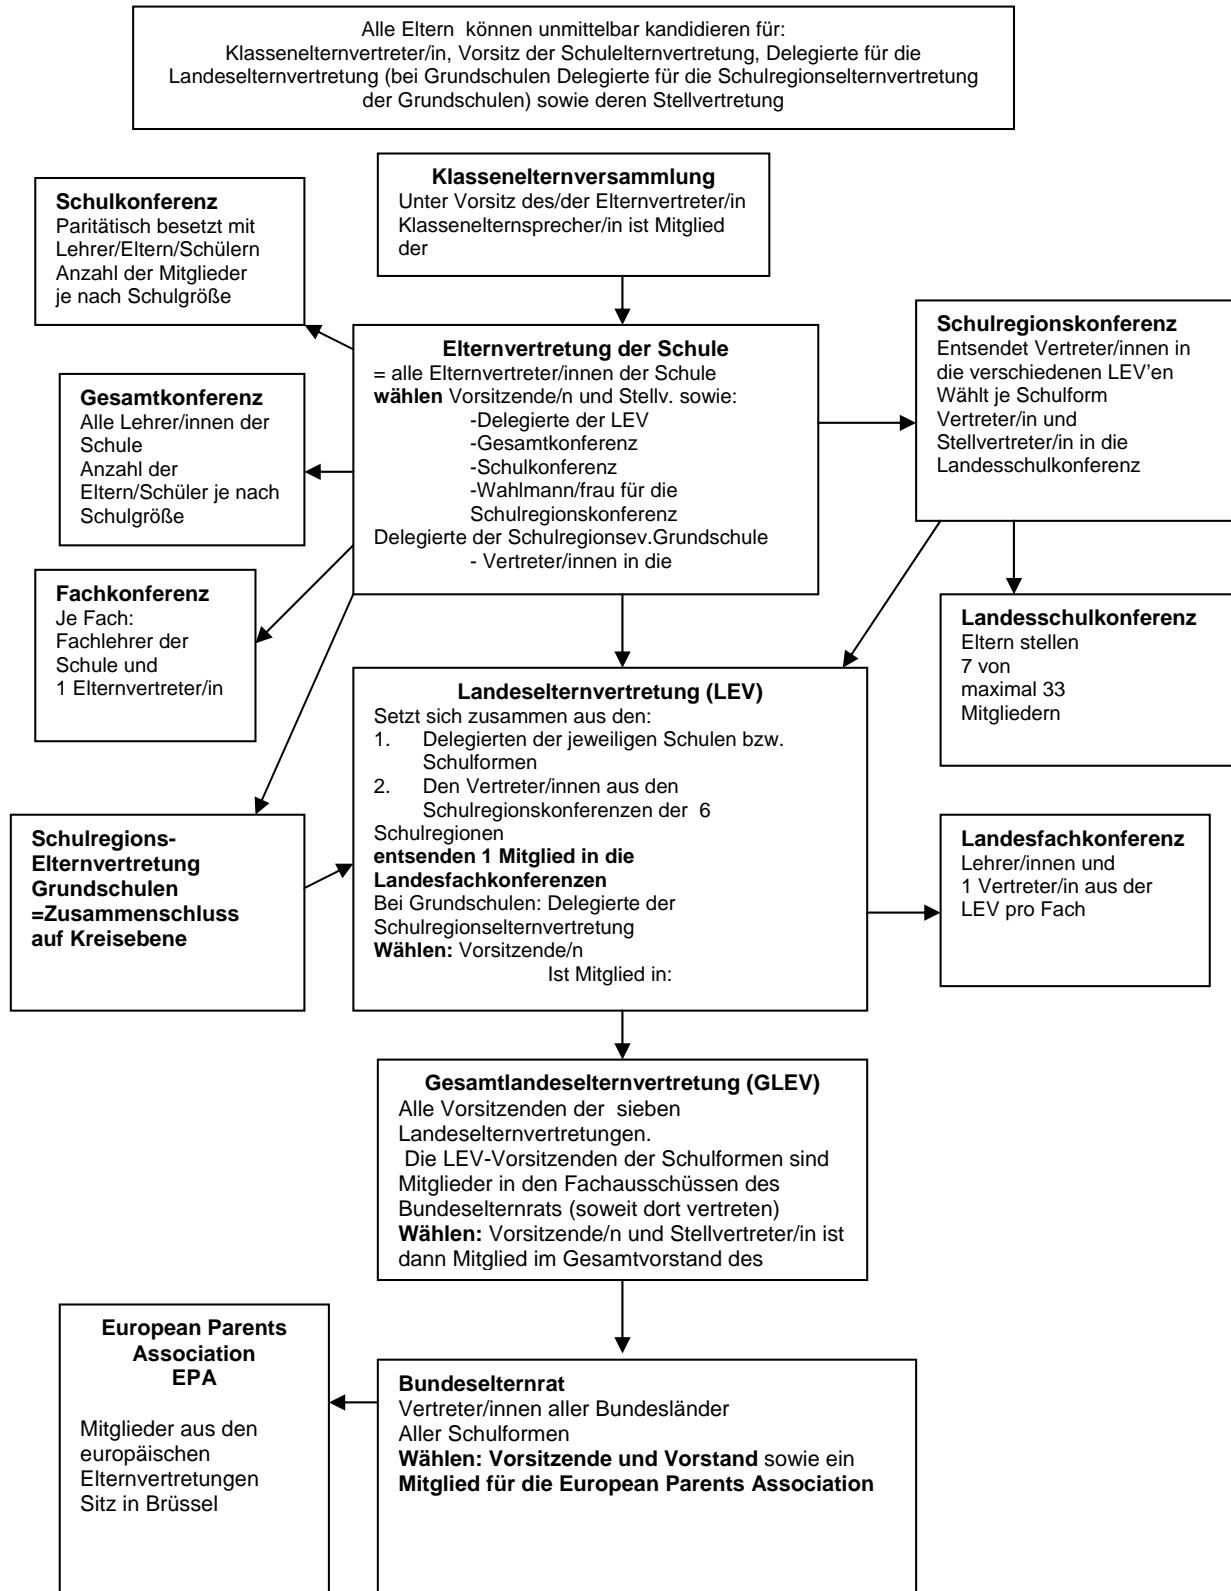 Alle Eltern können unmittelbar kandidieren für:
Klassenelternvertreter/in, Vorsitz der Schulelternvertretung, Delegierte für die
Landeselternvertretung (bei Grundschulen Delegierte für die Schulregionselternvertretung
der Grundschulen) sowie deren Stellvertretung
Klassenelternversammlung
Unter Vorsitz des/der Elternvertreter/in
Klassenelternsprecher/in ist Mitglied
der
Schulkonferenz
Paritätisch besetzt mit
Lehrer/Eltern/Schülern
Anzahl der Mitglieder
je nach Schulgröße
Elternvertretung der Schule
= alle Elternvertreter/innen der Schule
wählen Vorsitzende/n und Stellv. sowie:
-Delegierte der LEV
-Gesamtkonferenz
-Schulkonferenz
-Wahlmann/frau für die
Schulregionskonferenz
Delegierte der Schulregionsev.Grundschule
- Vertreter/innen in die
Schulregionskonferenz
Entsendet Vertreter/innen in
die verschiedenen LEV'en
Wählt je Schulform
Vertreter/in und
Stellvertreter/in in die
Landesschulkonferenz
Gesamtkonferenz
Alle Lehrer/innen der
Schule
Anzahl der
Eltern/Schüler je nach
Schulgröße
Fachkonferenz
Je Fach:
Fachlehrer der
Schule und
1 Elternvertreter/in
Landesschulkonferenz
Eltern stellen
7 von
maximal 33
Mitgliedern
Landeselternvertretung (LEV)
Setzt sich zusammen aus den:
1. Delegierten der jeweiligen Schulen bzw.
Schulformen
2. Den Vertreter/innen aus den
Schulregionskonferenzen der 6
Schulregionen
entsenden 1 Mitglied in die
Landesfachkonferenzen
Bei Grundschulen: Delegierte der
Schulregionselternvertretung
Wählen: Vorsitzende/n
Ist Mitglied in:
Schulregions-
Elternvertretung
Grundschulen
=Zusammenschluss
auf Kreisebene
Landesfachkonferenz
Lehrer/innen und
1 Vertreter/in aus der
LEV pro Fach
Gesamtlandeselternvertretung (GLEV)
Alle Vorsitzenden der sieben
Landeselternvertretungen.
Die LEV-Vorsitzenden der Schulformen sind
Mitglieder in den Fachausschüssen des
Bundeselternrats (soweit dort vertreten)
Wählen: Vorsitzende/n und Stellvertreter/in ist
dann Mitglied im Gesamtvorstand des
European Parents
Association
EPA
Mitglieder aus den
europäischen
Elternvertretungen
Sitz in Brüssel
Bundeselternrat
Vertreter/innen aller Bundesländer
Aller Schulformen
Wählen: Vorsitzende und Vorstand sowie ein
Mitglied für die European Parents Association